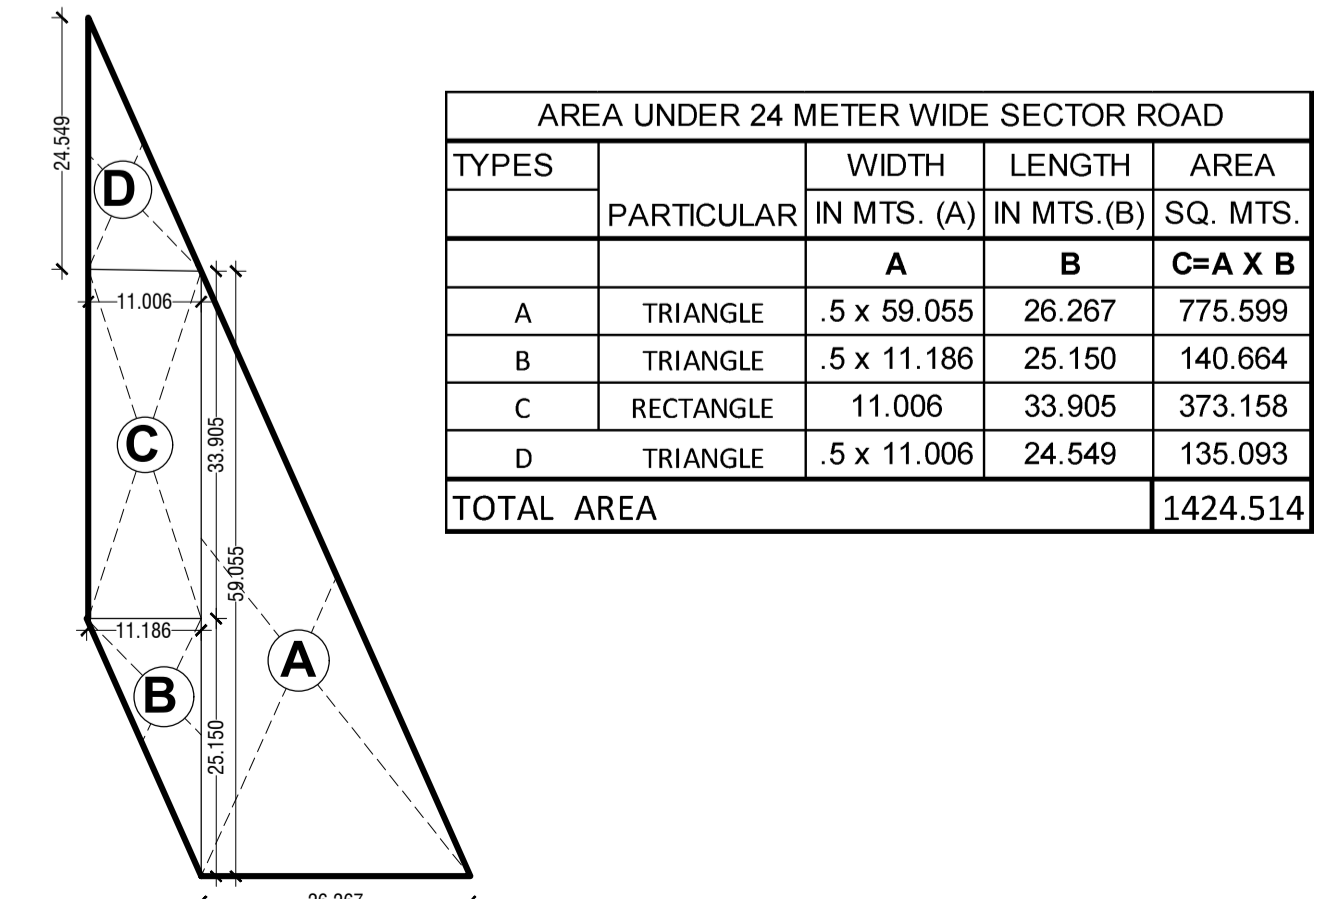 24.549
D
11.006
C
33.905
59.055
11.186
A
B
25.150
AREA UNDER 24 METER WIDE SECTOR ROAD
TYPES WIDTH LENGTH AREA
PARTICULAR IN MTS. (A) IN MTS.(B) SQ. MTS.
A B C=A X B
A TRIANGLE .5 x 59.055 26.267 775.599
B TRIANGLE .5 x 11.186 25.150 140.664
C RECTANGLE 11.006 33.905 373.158
D TRIANGLE .5 x 11.006 24.549 135.093
TOTAL AREA 1424.514